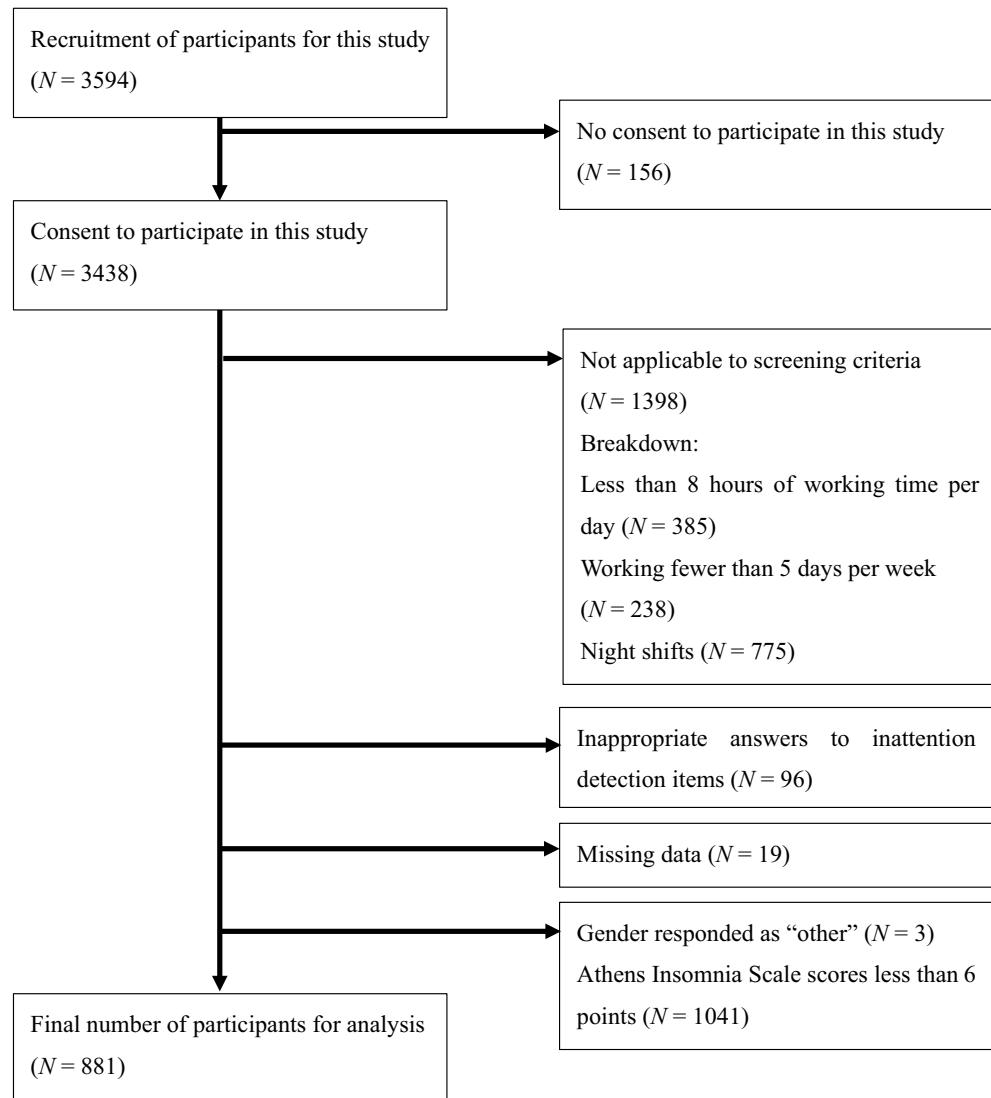 Recruitment of participants for this study
(N = 3594)
No consent to participate in this study
(N = 156)
Consent to participate in this study
(N = 3438)
Not applicable to screening criteria
(N = 1398)
Breakdown:
Less than 8 hours of working time per
day (N = 385)
Working fewer than 5 days per week
(N = 238)
Night shifts (N = 775)
Inappropriate answers to inattention
detection items (N = 96)
Missing data (N = 19)
Gender responded as “other” (N = 3)
Athens Insomnia Scale scores less than 6
points (N = 1041)
Final number of participants for analysis
(N = 881)